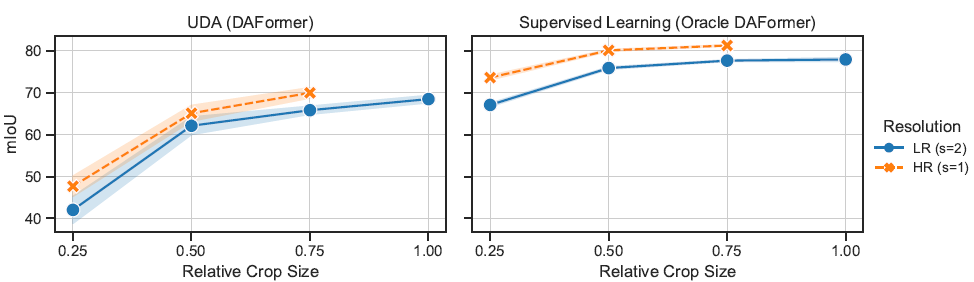 UDA (DAFormer)
Supervised Learning (Oracle DAFormer)
mIoU
80
70
60
50
40
0.25 0.50 0.75 1.00
0.25 0.50 0.75 1.00
Relative Crop Size
Relative Crop Size
Resolution
LR (s=2)
HR (s=1)